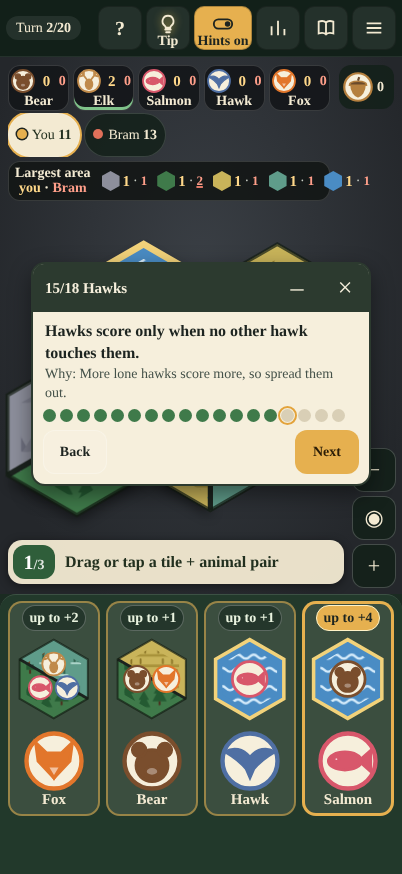 Turn 2/20
?
Tip
Hints on
0 0
Bear
2 0
Elk
0 0
Salmon
0 0
Hawk
0 0
Fox
0
You 11
Bram 13
Largest area
you · Bram
1 · 1
1 · 2
1 · 1
1 · 1
1 · 1
15/18 Hawks
Hawks score only when no other hawk
touches them.
Why: More lone hawks score more, so spread them
out.
Back
Next
1/3
Drag or tap a tile + animal pair
up to +2
up to +1
up to +1
up to +4
Fox
Bear
Hawk
Salmon